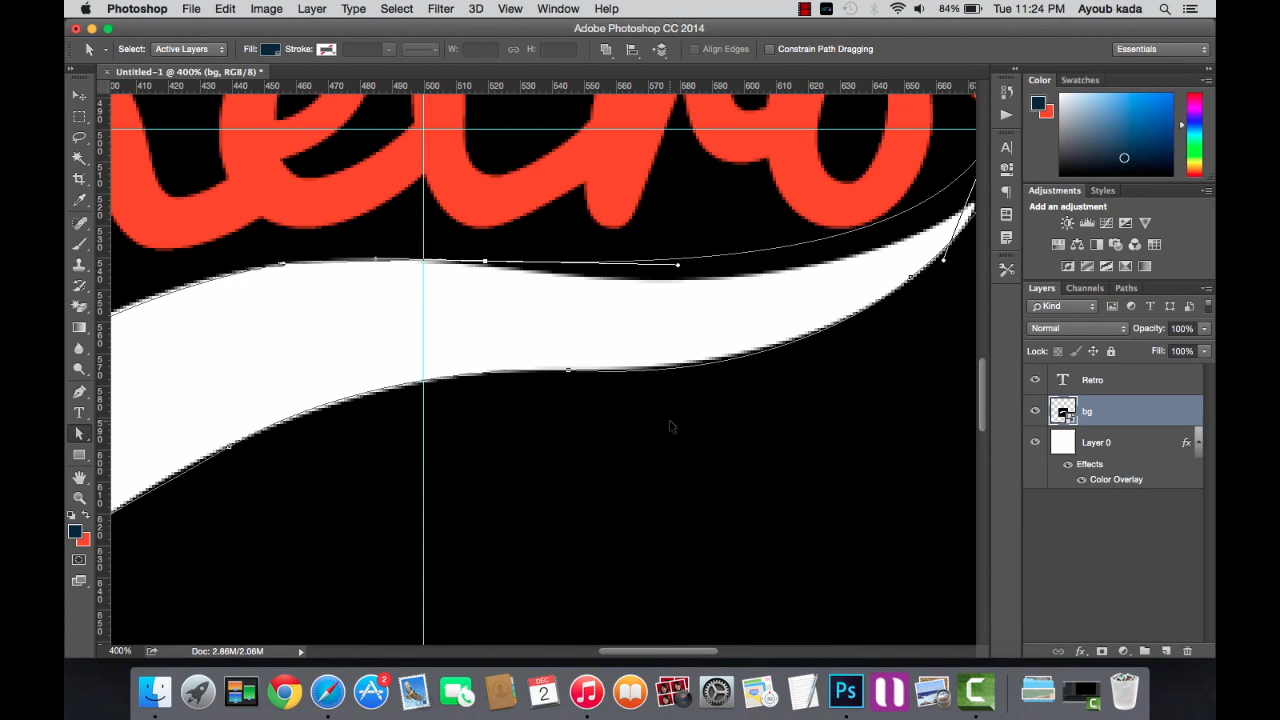 Photoshop File Edit Image Layer Type Select Filter 3D View Window Help 84% Tue 11:24 PM Ayoub kada
Adobe Photoshop CC 2014
Select: Active Layers Fill: Stroke: W: H: Align Edges Constrain Path Dragging Essentials
× Untitled-1 @ 400% (bg, RGB/8) *
410 420 430 440 450 460 470 480 490 500 510 520 530 540 550 560 570 580 590 600 610 620 630 640 650 660
Color Swatches
Adjustments Styles
Add an adjustment
Layers Channels Paths
Kind
Normal Opacity: 100%
Lock: Fill: 100%
Retro
bg
Layer 0 fx
Effects
Color Overlay
400% Doc: 2.86M/2.06M
DEC
2
2
Ps